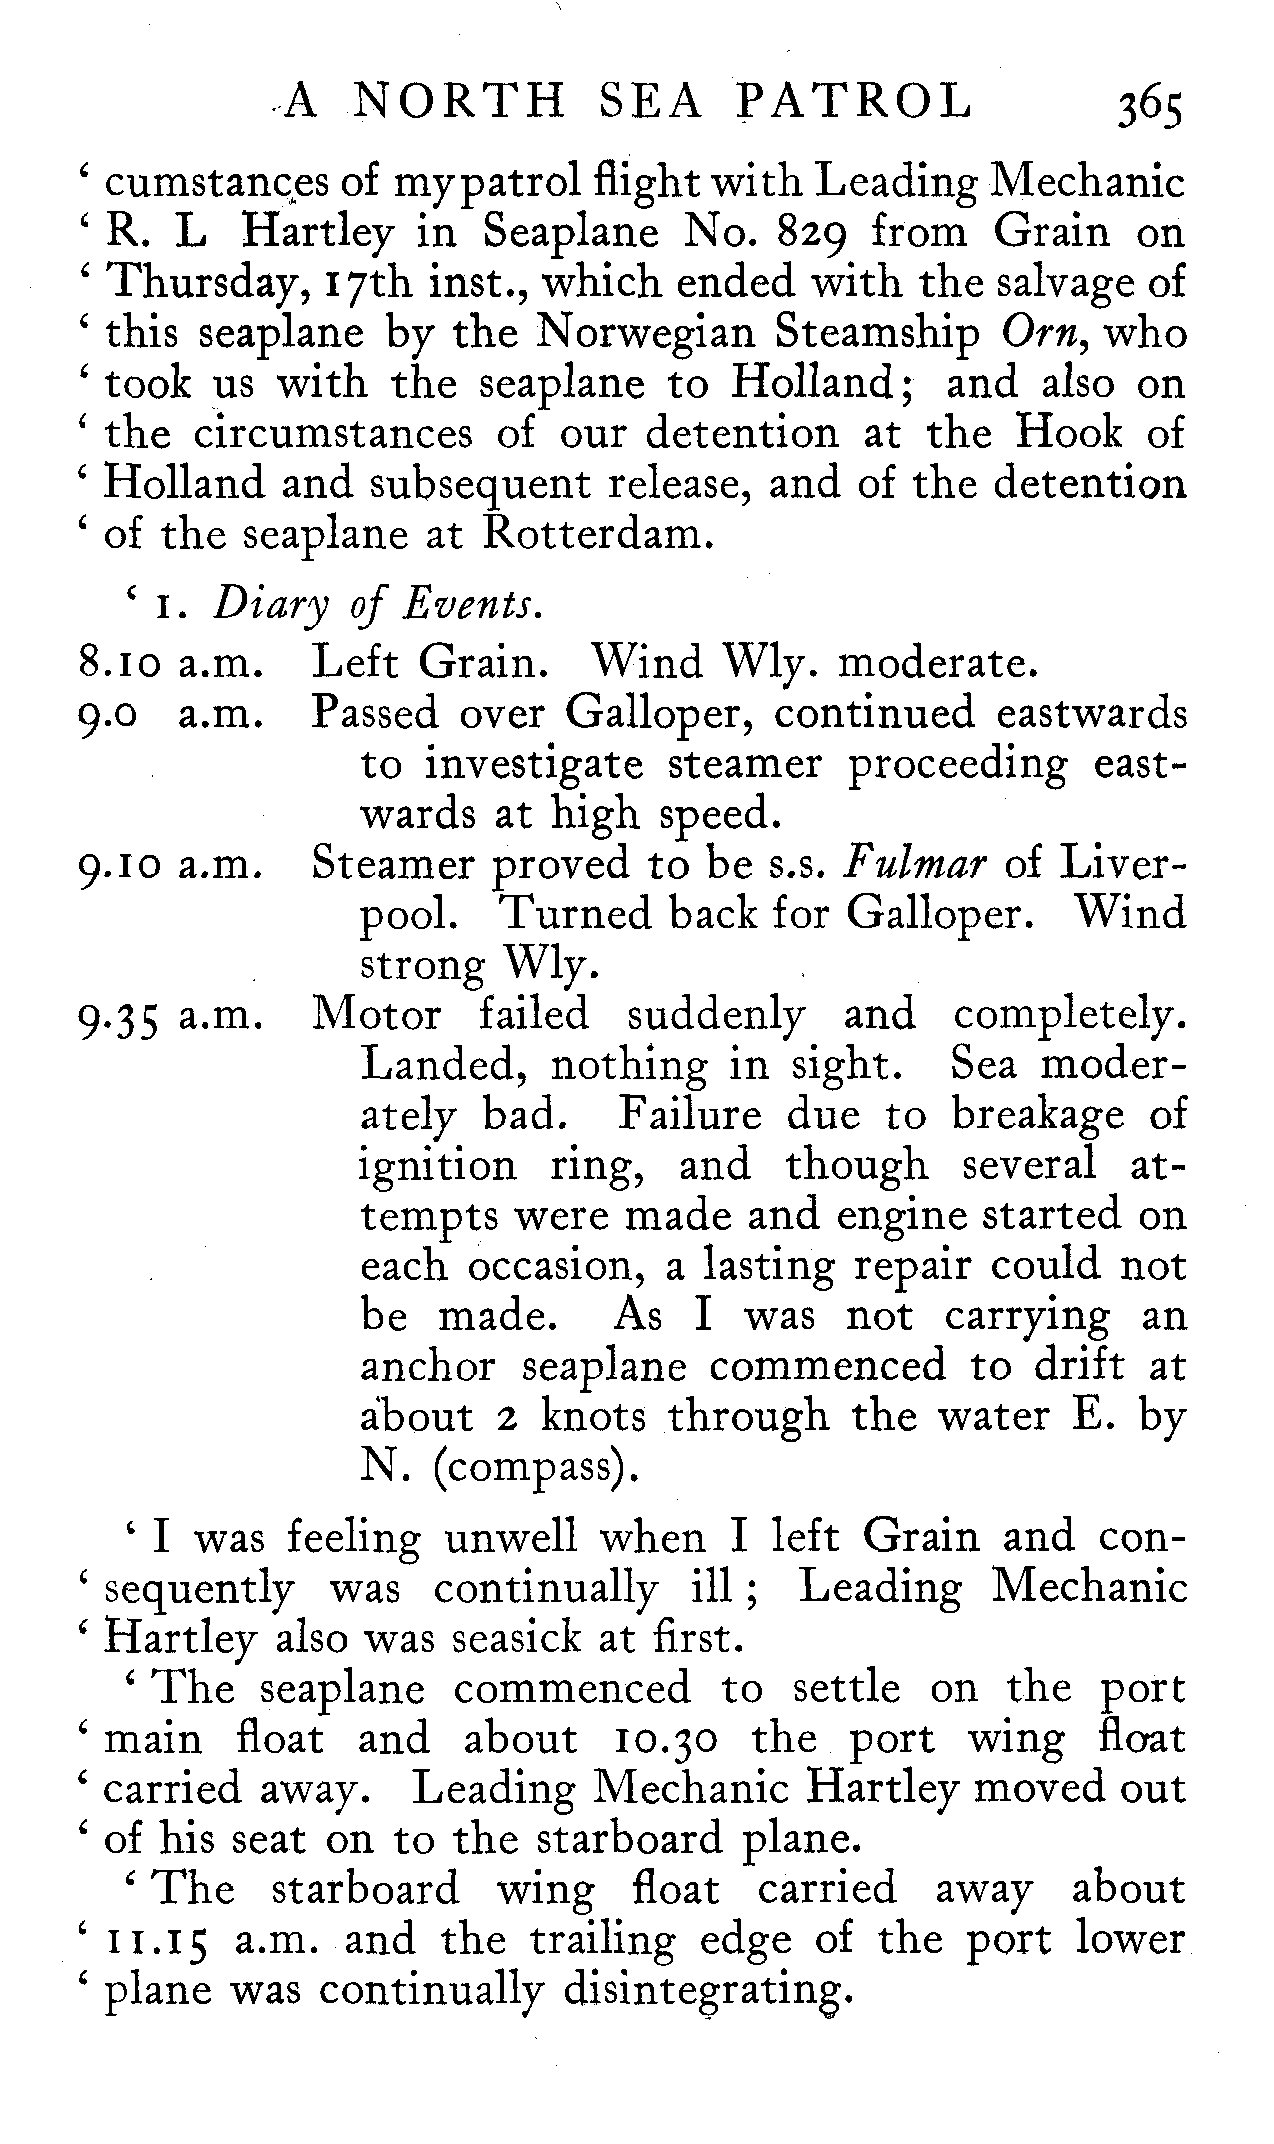 A NORTH SEA PATROL 365
‘ cumstances of my patrol flight with Leading Mechanic
‘ R. L Hartley in Seaplane No. 829 from Grain on
‘ Thursday, 17th inst., which ended with the salvage of
‘ this seaplane by the Norwegian Steamship Orn, who
‘ took us with the seaplane to Holland ; and also on
‘ the circumstances of our detention at the Hook of
‘ Holland and subsequent release, and of the detention
‘ of the seaplane at Rotterdam.
‘ 1. Diary of Events.
8.10 a.m. Left Grain. Wind Wly. moderate.
9.0 a.m. Passed over Galloper, continued eastwards
to investigate steamer proceeding east-
wards at high speed.
9.10 a.m. Steamer proved to be s.s. Fulmar of Liver-
pool. Turned back for Galloper. Wind
strong Wly.
9.35 a.m. Motor failed suddenly and completely.
Landed, nothing in sight. Sea moder-
ately bad. Failure due to breakage of
ignition ring, and though several at-
tempts were made and engine started on
each occasion, a lasting repair could not
be made. As I was not carrying an
anchor seaplane commenced to drift at
about 2 knots through the water E. by
N. (compass).
‘ I was feeling unwell when I left Grain and con-
‘ sequently was continually ill ; Leading Mechanic
‘ Hartley also was seasick at first.
‘ The seaplane commenced to settle on the port
‘ main float and about 10.30 the port wing float
‘ carried away. Leading Mechanic Hartley moved out
‘ of his seat on to the starboard plane.
‘ The starboard wing float carried away about
‘ 11.15 a.m. and the trailing edge of the port lower
‘ plane was continually disintegrating.